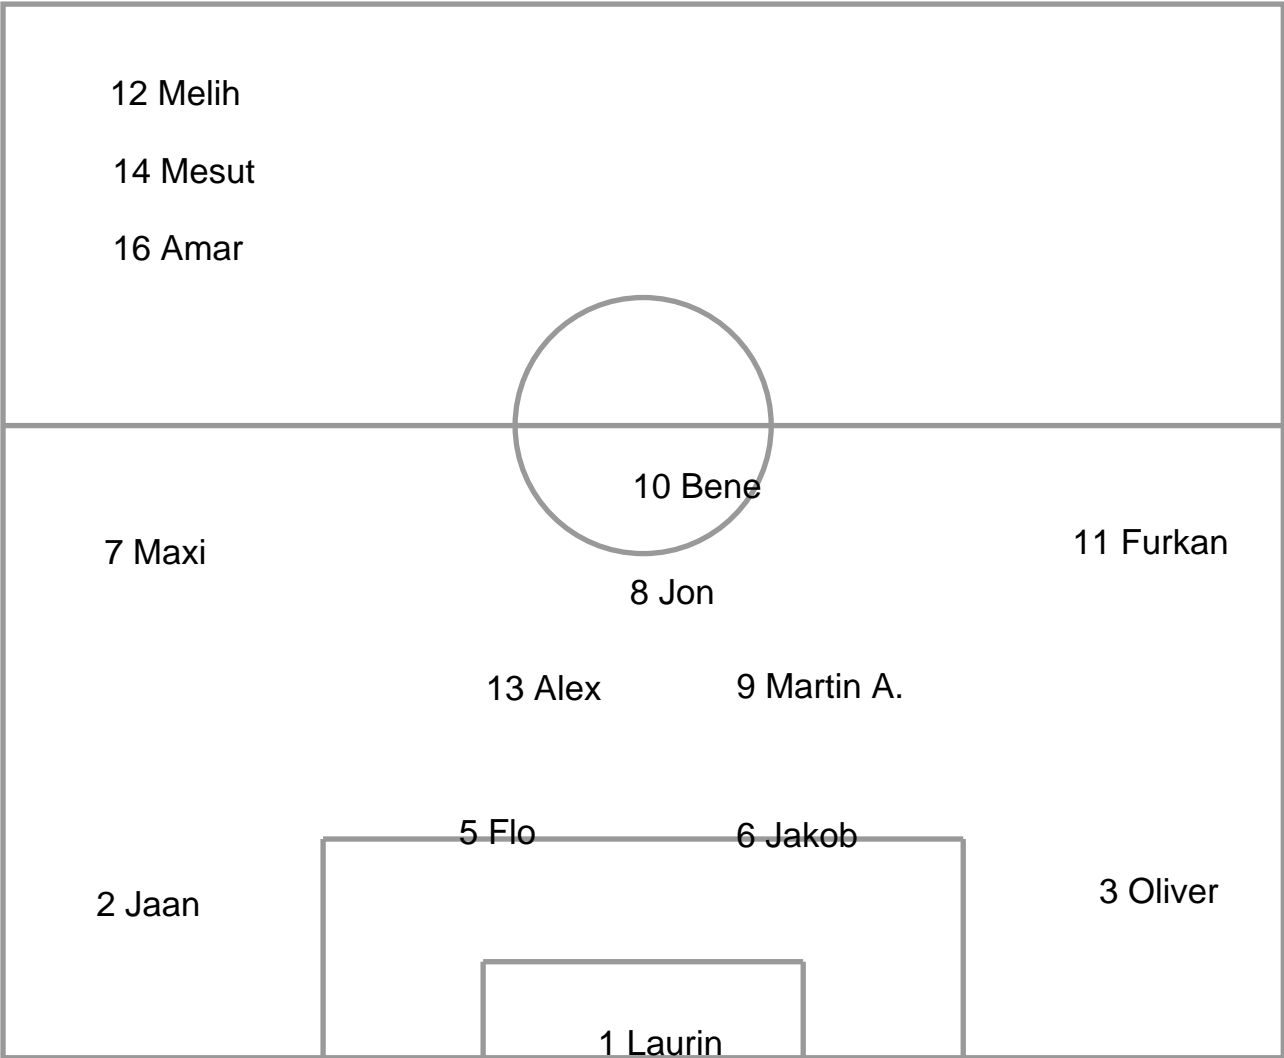 12 Melih
14 Mesut
16 Amar
10 Bene
7 Maxi
11 Furkan
8 Jon
13 Alex
9 Martin A.
5 Flo
6 Jakob
2 Jaan
3 Oliver
1 Laurin